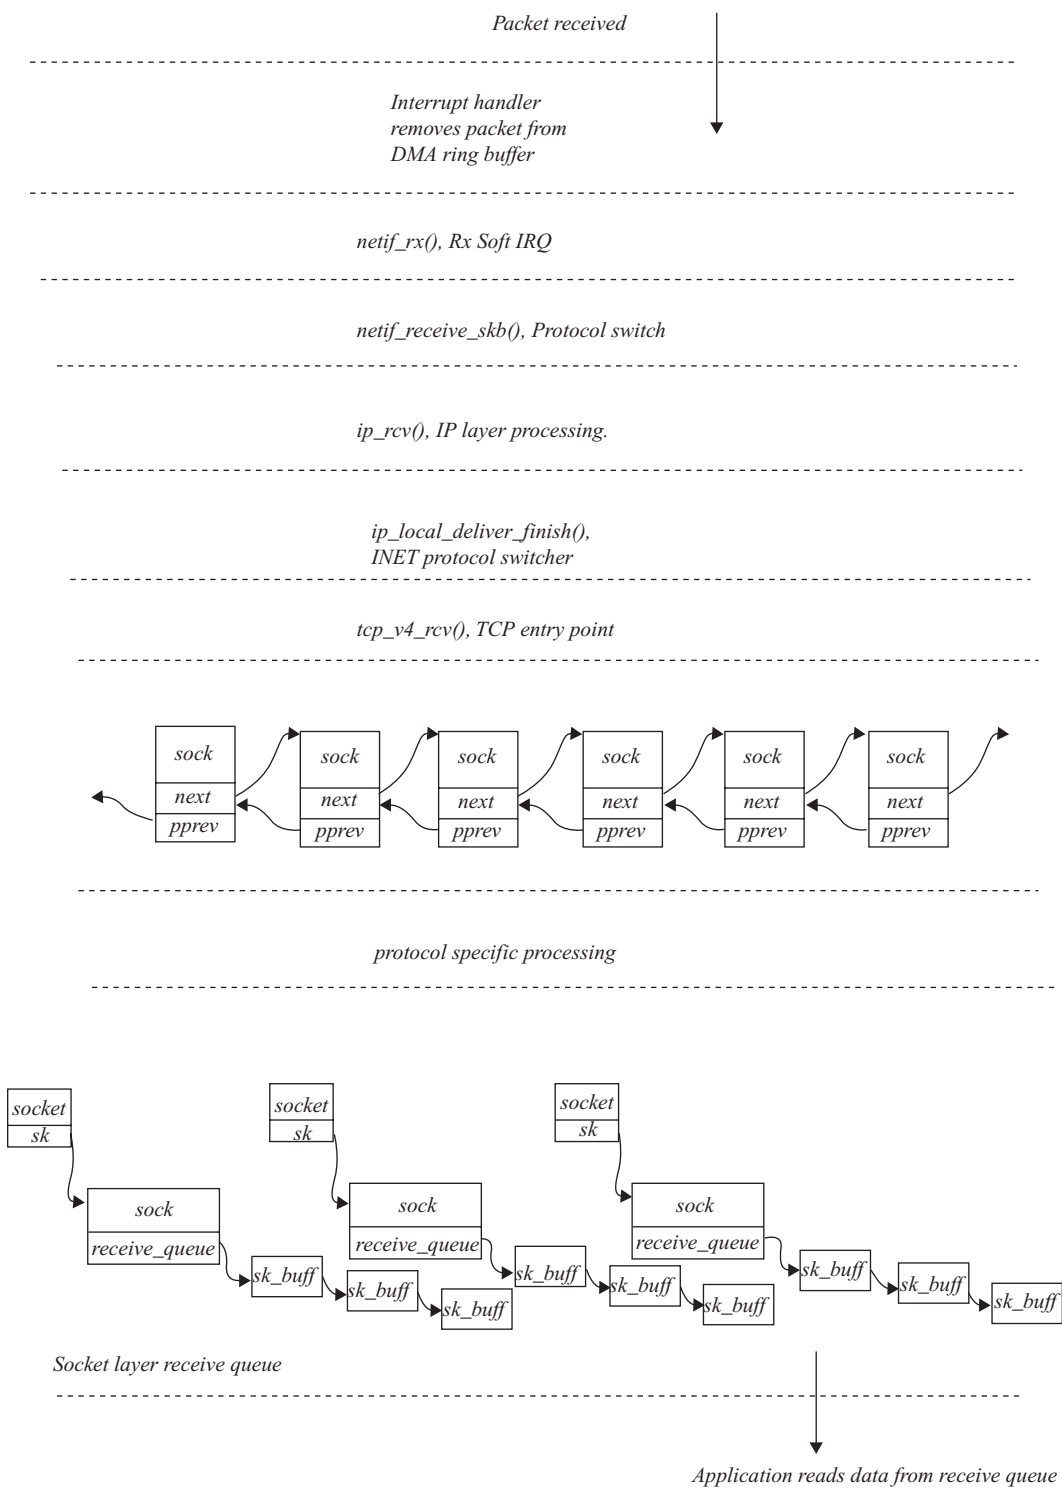 Packet received
Interrupt handler
removes packet from
DMA ring buffer
netif_rx(), Rx Soft IRQ
netif_receive_skb(), Protocol switch
ip_rcv(), IP layer processing.
ip_local_deliver_finish(),
INET protocol switcher
tcp_v4_rcv(), TCP entry point
sock sock sock sock sock sock
next next next next next next
pprev pprev pprev pprev pprev pprev
protocol specific processing
socket socket socket
sk sk sk
sock sock sock
receive_queue receive_queue receive_queue
sk_buff sk_buff sk_buff sk_buff sk_buff sk_buff sk_buff sk_buff sk_buff
Socket layer receive queue
Application reads data from receive queue